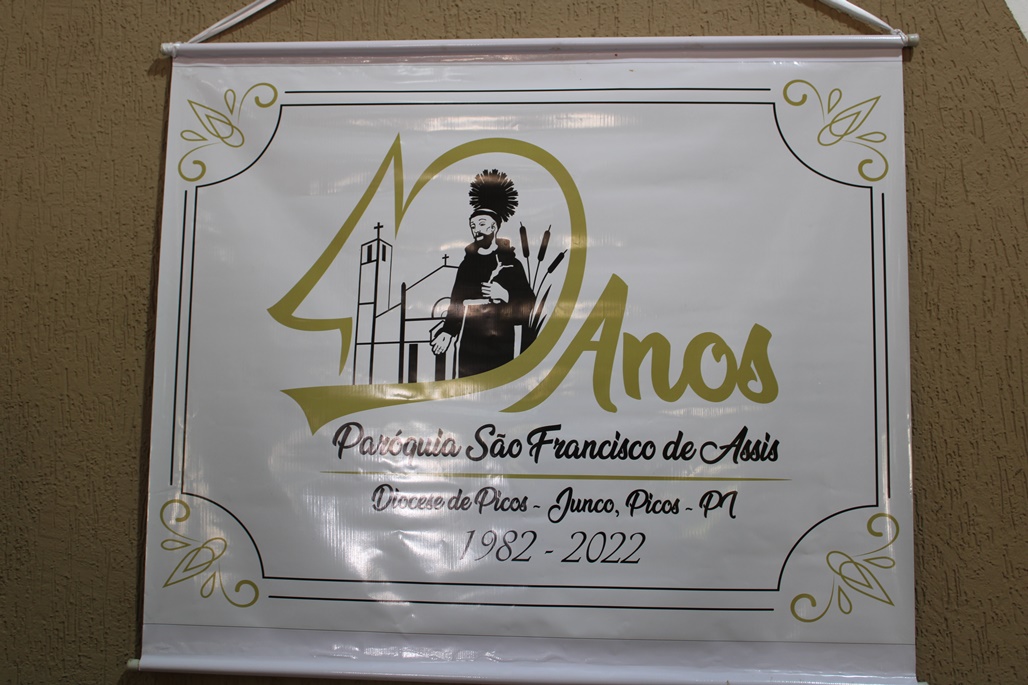 40 Anos
Paróquia São Francisco de Assis
Diocese de Picos - Junco, Picos - PI
1982 - 2022